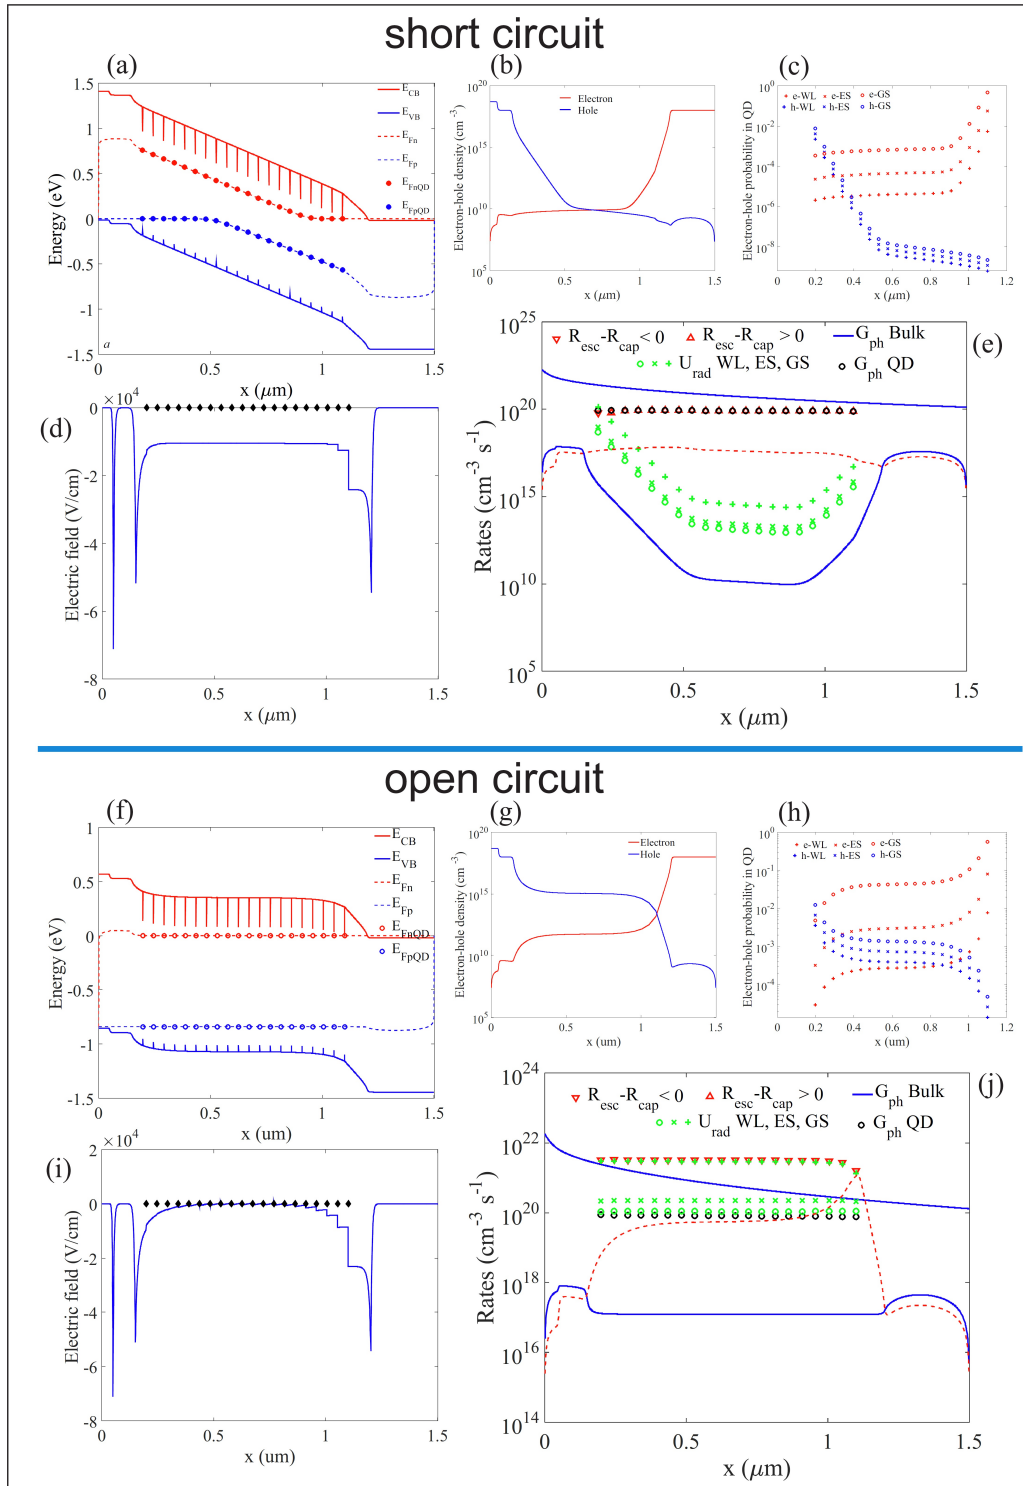 short circuit
(a)
E_CB
E_VB
E_Fn
E_Fp
E_FnQD
E_FpQD
1.5
1
0.5
0
-0.5
-1
-1.5
Energy (eV)
a
0 0.5 1 1.5
x (μm)
(b)
Electron
Hole
10^20
10^15
10^10
10^5
Electron-hole density (cm^-3)
0 0.5 1 1.5
x (μm)
(c)
e-WL e-ES e-GS
h-WL h-ES h-GS
10^0
10^-2
10^-4
10^-6
10^-8
Electron-hole probability in QD
0 0.2 0.4 0.6 0.8 1 1.2
x (μm)
(d)
×10^4
0
-2
-4
-6
-8
Electric field (V/cm)
0 0.5 1 1.5
x (μm)
(e)
R_esc-R_cap<0 R_esc-R_cap>0 G_ph Bulk
U_rad WL, ES, GS G_ph QD
10^25
10^20
10^15
10^10
10^5
Rates (cm^-3 s^-1)
0 0.5 1 1.5
x (μm)
open circuit
(f)
E_CB
E_VB
E_Fn
E_Fp
E_FnQD
E_FpQD
1
0.5
0
-0.5
-1
-1.5
Energy (eV)
0 0.5 1 1.5
x (um)
(g)
Electron
Hole
10^20
10^15
10^10
10^5
Electron-hole density (cm^-3)
0 0.5 1 1.5
x (um)
(h)
e-WL e-ES e-GS
h-WL h-ES h-GS
10^0
10^-1
10^-2
10^-3
10^-4
Electron-hole probability in QD
0 0.2 0.4 0.6 0.8 1 1.2
x (um)
(i)
×10^4
2
0
-2
-4
-6
-8
Electric field (V/cm)
0 0.5 1 1.5
x (um)
(j)
R_esc-R_cap<0 R_esc-R_cap>0 G_ph Bulk
U_rad WL, ES, GS G_ph QD
10^24
10^22
10^20
10^18
10^16
10^14
Rates (cm^-3 s^-1)
0 0.5 1 1.5
x (μm)